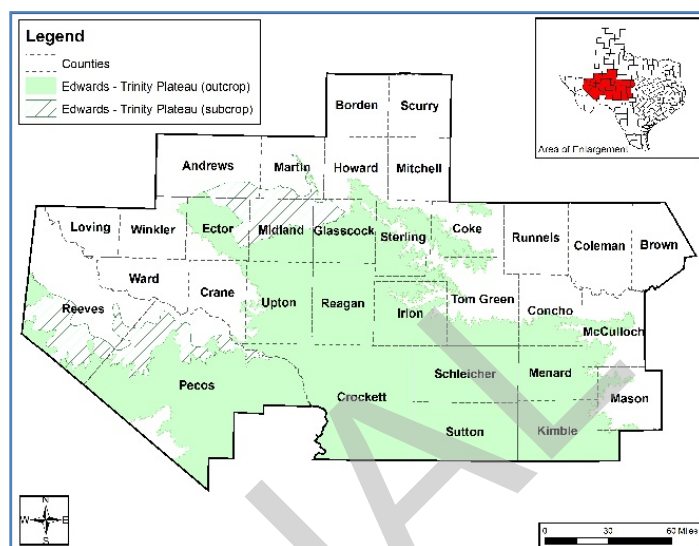 Legend
Counties
Edwards - Trinity Plateau (outcrop)
Edwards - Trinity Plateau (subcrop)
Area of Enlargement
Borden Scurry
Andrews Martin Howard Mitchell
Loving Winkler Ector Midland Glasscock Sterling Coke Runnels Coleman Brown
Ward Crane Upton Reagan Irion Tom Green Concho
Reeves McCulloch
Pecos Crockett Schleicher Menard Mason
Sutton Kimble
N
W E
S
0 30 60 Miles